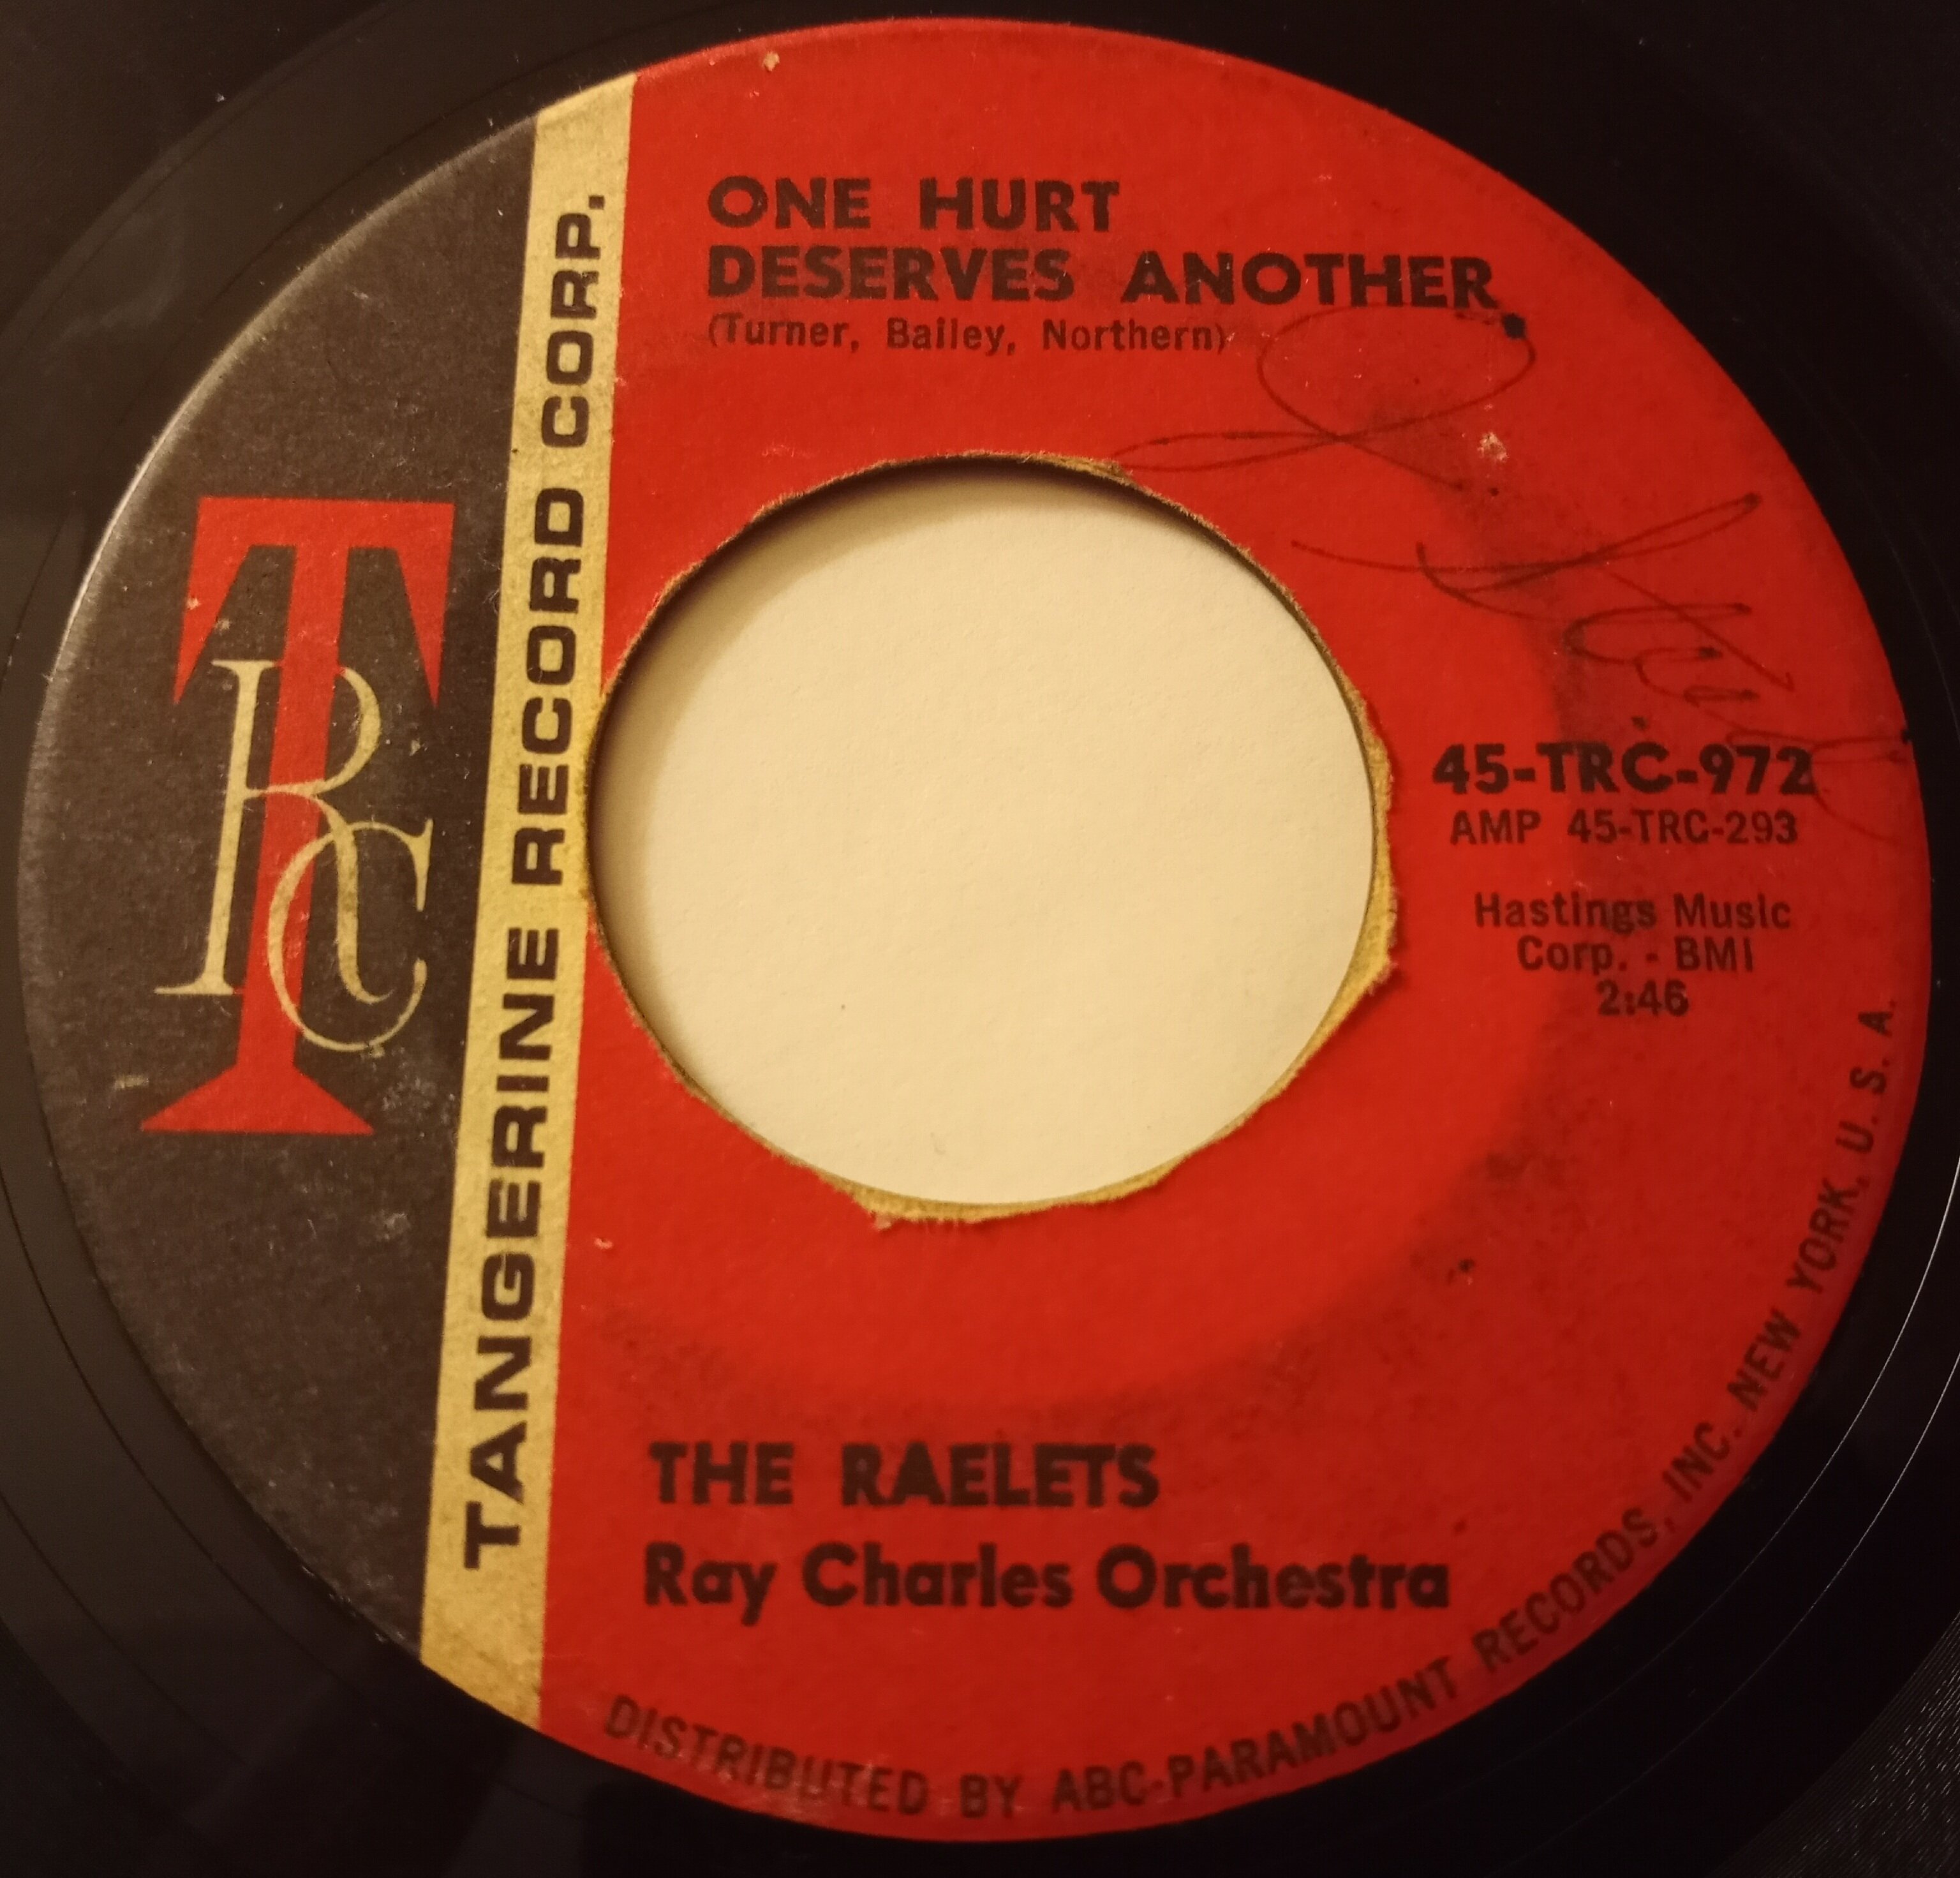 ONE HURT
DESERVES ANOTHER
(Turner, Bailey, Northern)
TANGERINE RECORD CORP.
TRC
45-TRC-972
AMP 45-TRC-293
Hastings Music
Corp. - BMI
2:46
THE RAELETS
Ray Charles Orchestra
DISTRIBUTED BY ABC-PARAMOUNT RECORDS, INC. NEW YORK, U. S. A.